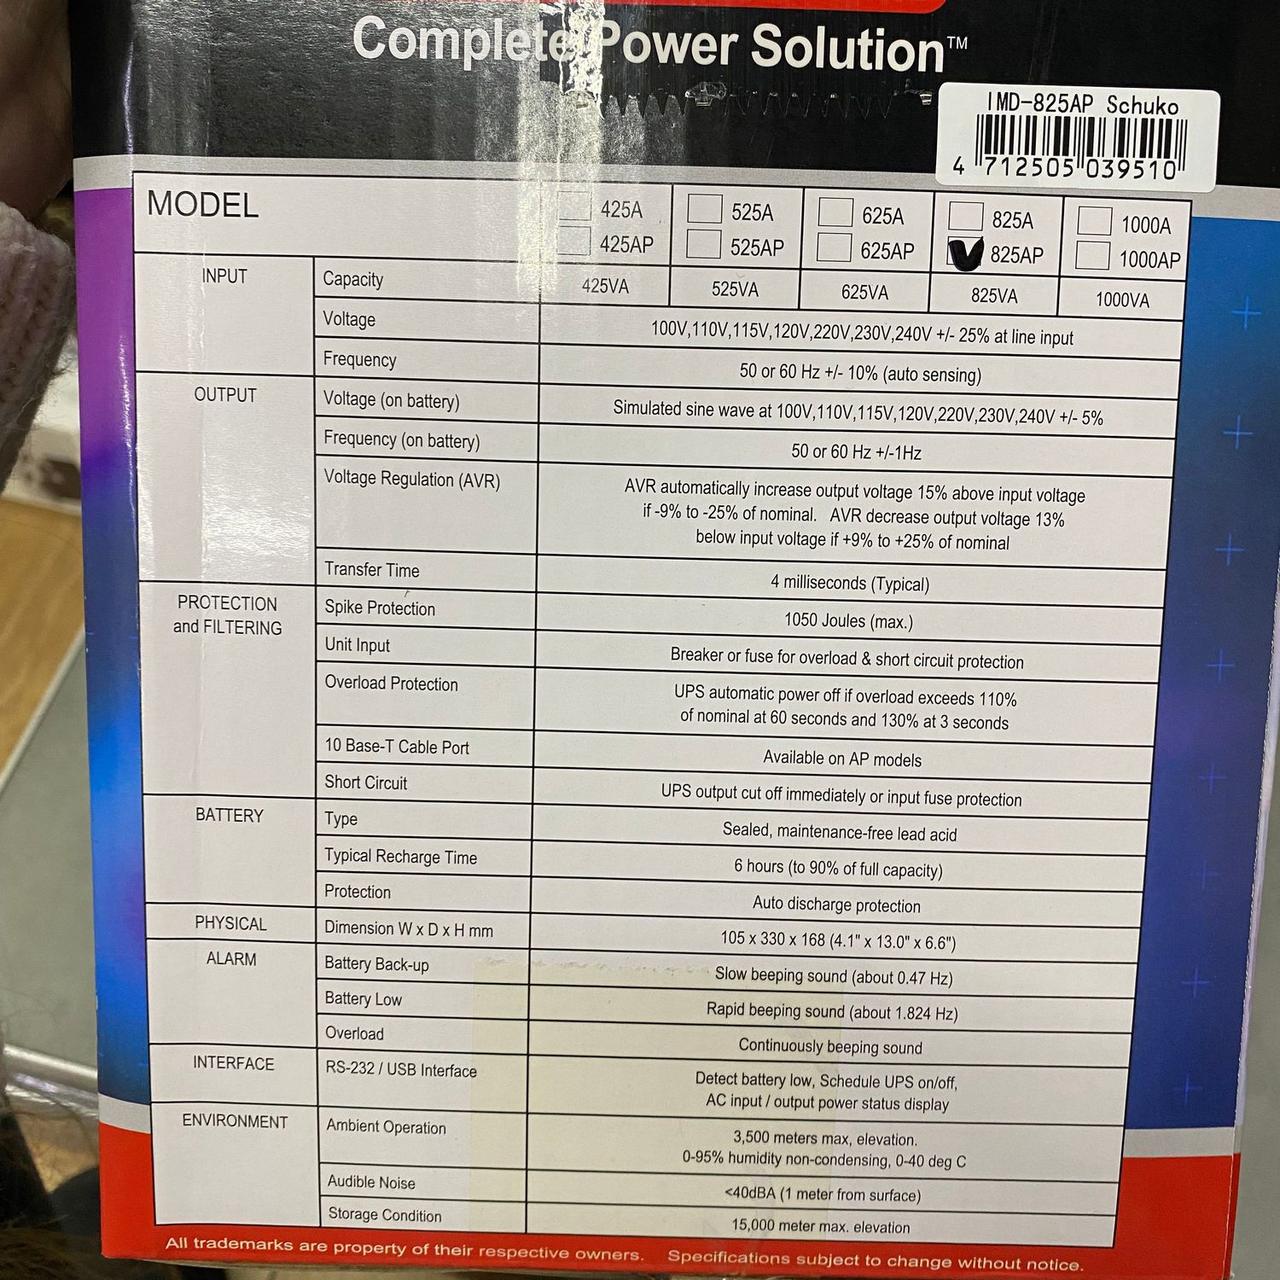 Complete Power Solution™
IMD-825AP Schuko
4 712505 039510
MODEL
425A
425AP
525A
525AP
625A
625AP
825A
825AP
1000A
1000AP
INPUT
Capacity
425VA
525VA
625VA
825VA
1000VA
Voltage
100V,110V,115V,120V,220V,230V,240V +/- 25% at line input
Frequency
50 or 60 Hz +/- 10% (auto sensing)
OUTPUT
Voltage (on battery)
Simulated sine wave at 100V,110V,115V,120V,220V,230V,240V +/- 5%
Frequency (on battery)
50 or 60 Hz +/-1Hz
Voltage Regulation (AVR)
AVR automatically increase output voltage 15% above input voltage
if -9% to -25% of nominal. AVR decrease output voltage 13%
below input voltage if +9% to +25% of nominal
Transfer Time
4 milliseconds (Typical)
PROTECTION
and FILTERING
Spike Protection
1050 Joules (max.)
Unit Input
Breaker or fuse for overload & short circuit protection
Overload Protection
UPS automatic power off if overload exceeds 110%
of nominal at 60 seconds and 130% at 3 seconds
10 Base-T Cable Port
Available on AP models
Short Circuit
UPS output cut off immediately or input fuse protection
BATTERY
Type
Sealed, maintenance-free lead acid
Typical Recharge Time
6 hours (to 90% of full capacity)
Protection
Auto discharge protection
PHYSICAL
Dimension W x D x H mm
105 x 330 x 168 (4.1" x 13.0" x 6.6")
ALARM
Battery Back-up
Slow beeping sound (about 0.47 Hz)
Battery Low
Rapid beeping sound (about 1.824 Hz)
Overload
Continuously beeping sound
INTERFACE
RS-232 / USB Interface
Detect battery low, Schedule UPS on/off,
AC input / output power status display
ENVIRONMENT
Ambient Operation
3,500 meters max, elevation.
0-95% humidity non-condensing, 0-40 deg C
Audible Noise
<40dBA (1 meter from surface)
Storage Condition
15,000 meter max. elevation
All trademarks are property of their respective owners. Specifications subject to change without notice.